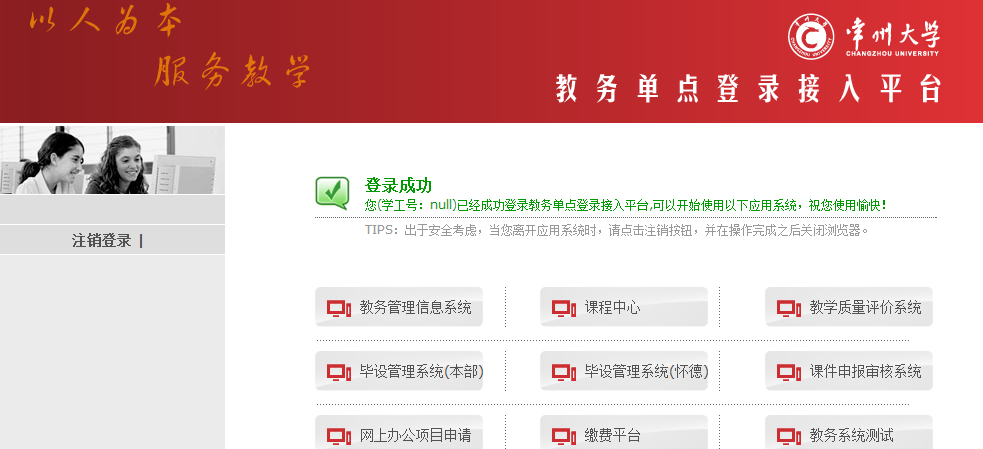 以人为本
服务教学
常州大学
CHANGZHOU UNIVERSITY
教务单点登录接入平台
注销登录 |
登录成功
您(学工号：null)已经成功登录教务单点登录接入平台,可以开始使用以下应用系统，祝您使用愉快！
TIPS：出于安全考虑，当您离开应用系统时，请点击注销按钮，并在操作完成之后关闭浏览器。
教务管理信息系统
课程中心
教学质量评价系统
毕设管理系统(本部)
毕设管理系统(怀德)
课件申报审核系统
网上办公项目申请
缴费平台
教务系统测试